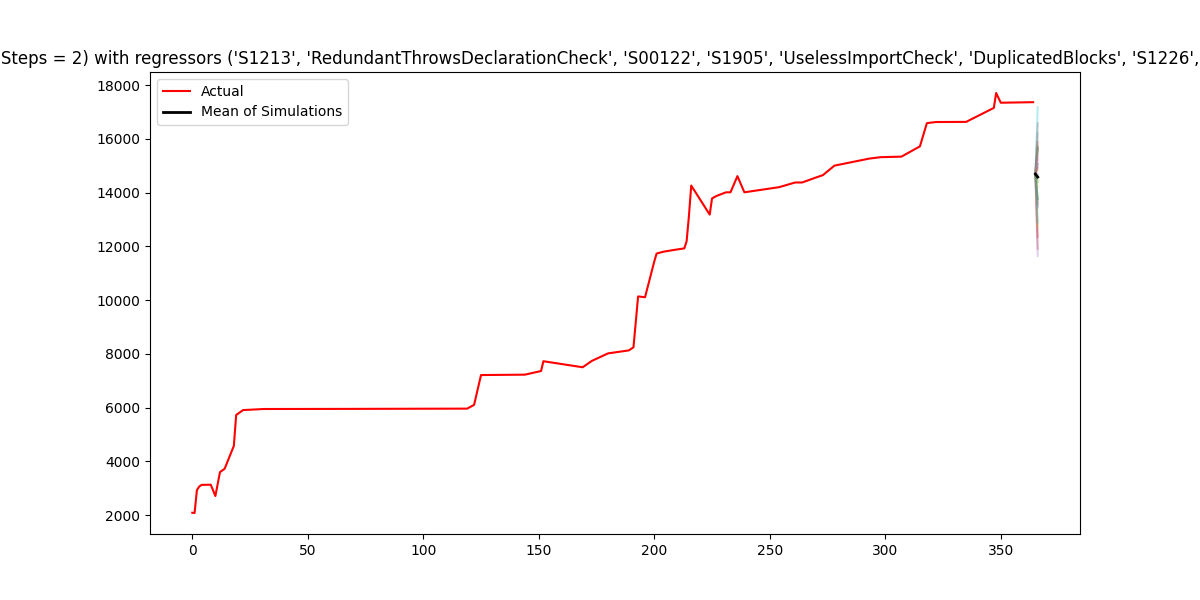 Steps = 2) with regressors ('S1213', 'RedundantThrowsDeclarationCheck', 'S00122', 'S1905', 'UselessImportCheck', 'DuplicatedBlocks', 'S1226',
Actual
Mean of Simulations
18000
16000
14000
12000
10000
8000
6000
4000
2000
0 50 100 150 200 250 300 350